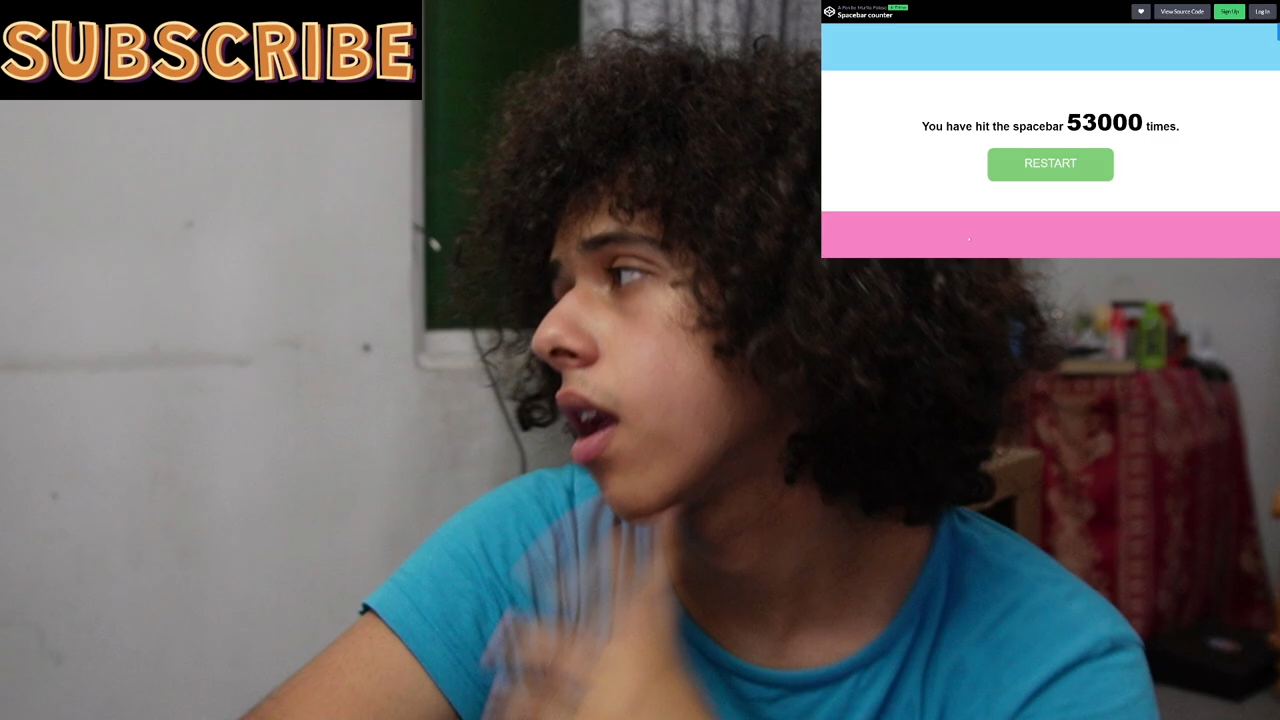 SUBSCRIBE
Spacebar counter
View Source Code
Sign Up
Log In
You have hit the spacebar 53000 times.
RESTART